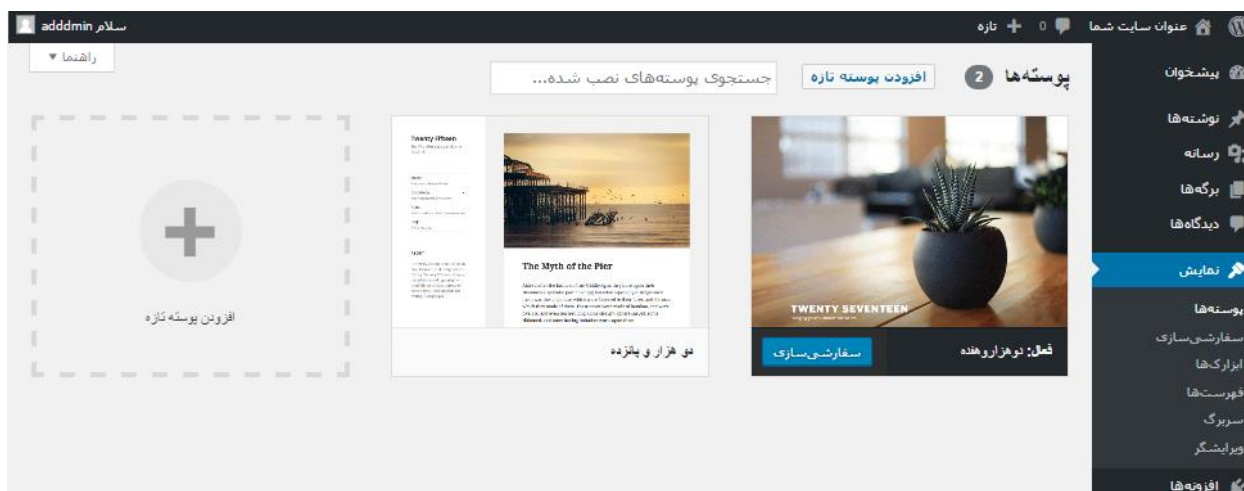 عنوان سایت شما
0
تازه
سلام adddmin
راهنما
پیشخوان
نوشته‌ها
رسانه
برگه‌ها
دیدگاه‌ها
نمایش
پوسته‌ها
سفارشی‌سازی
ابزارک‌ها
فهرست‌ها
سربرگ
ویرایشگر
افزونه‌ها
پوسته‌ها 2 افزودن پوسته تازه
جستجوی پوسته‌های نصب شده...
TWENTY SEVENTEEN
فعال: دو هزار و هفده
سفارشی‌سازی
Twenty Fifteen
The Myth of the Pier
دو هزار و پانزده
افزودن پوسته تازه